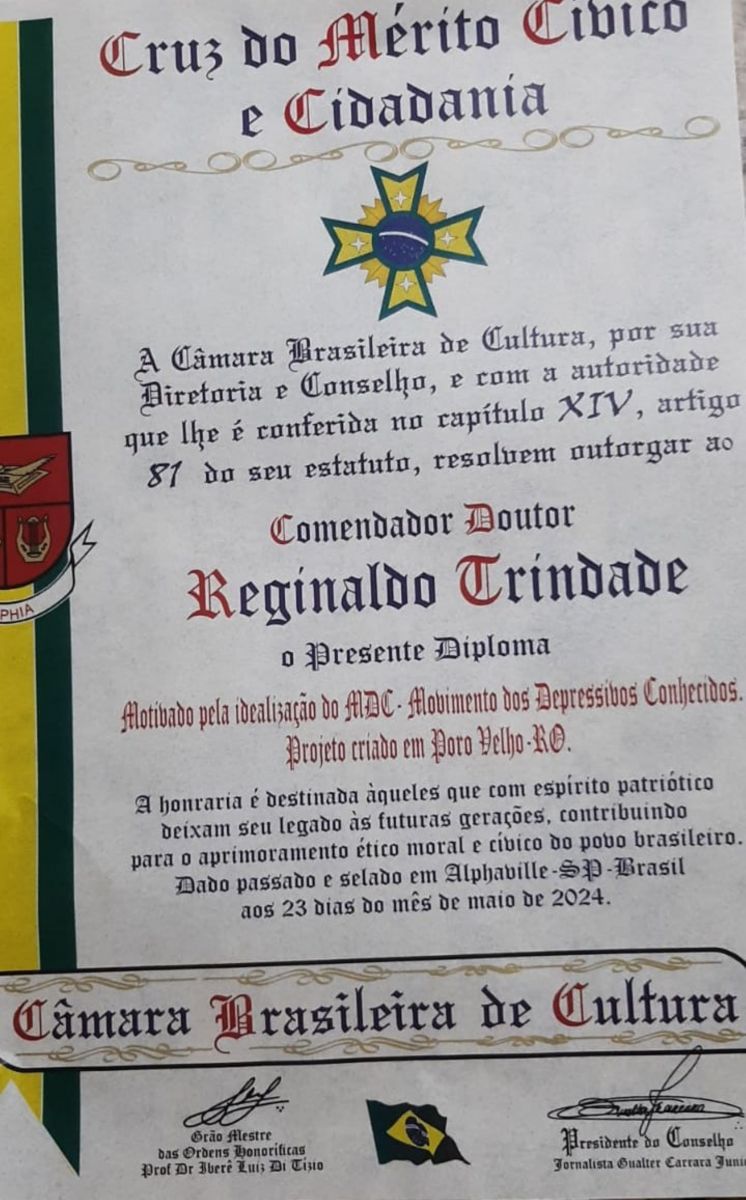 Cruz do Mérito Cívico
e Cidadania
A Câmara Brasileira de Cultura, por sua
Diretoria e Conselho, e com a autoridade
que lhe é conferida no capítulo XIV, artigo
81 do seu estatuto, resolvem outorgar ao
Comendador Doutor
Reginaldo Trindade
o Presente Diploma
Motivado pela idealização do MDC- Movimento dos Depressivos Conhecidos.
Projeto criado em Poro Velho-RO.
A honraria é destinada àqueles que com espírito patriótico
deixam seu legado às futuras gerações, contribuindo
para o aprimoramento ético moral e cívico do povo brasileiro.
Dado passado e selado em Alphaville-SP-Brasil
aos 23 dias do mês de maio de 2024.
PHIA
Câmara Brasileira de Cultura
Grão Mestre
das Ordens Honoríficas
Prof Dr Iberê Luiz Di Tizio
Presidente do Conselho
Jornalista Gualter Carrara Juni